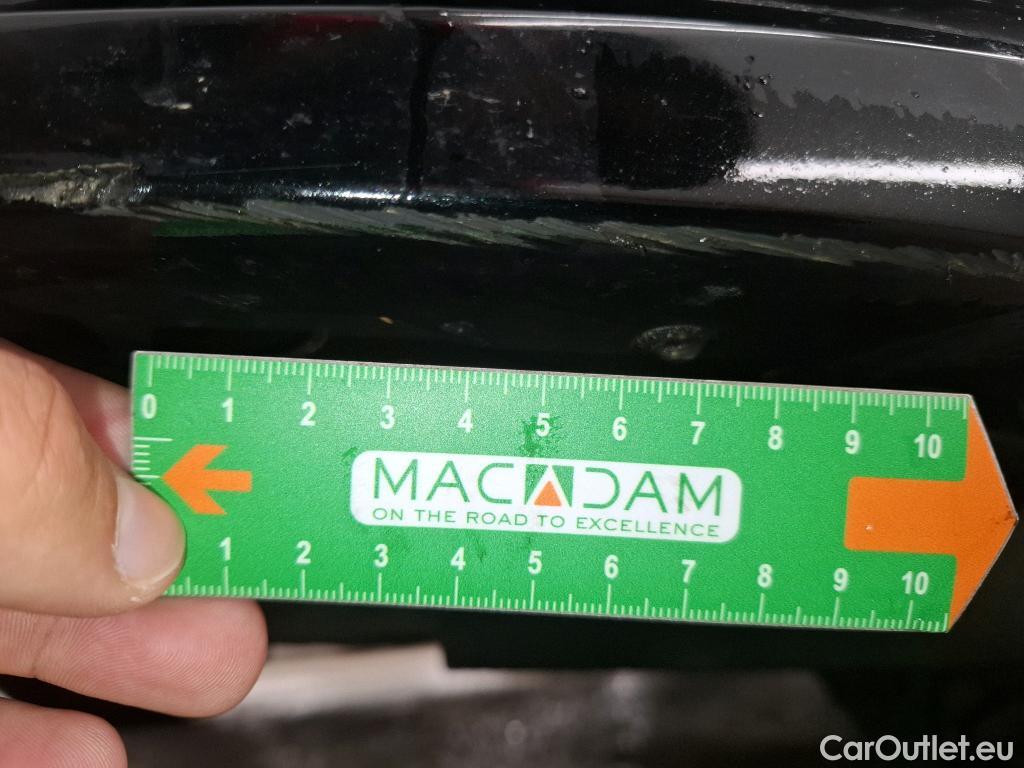 0 1 2 3 4 5 6 7 8 9 10
MACADAM
ON THE ROAD TO EXCELLENCE
1 2 3 4 5 6 7 8 9 10
CarOutlet.eu